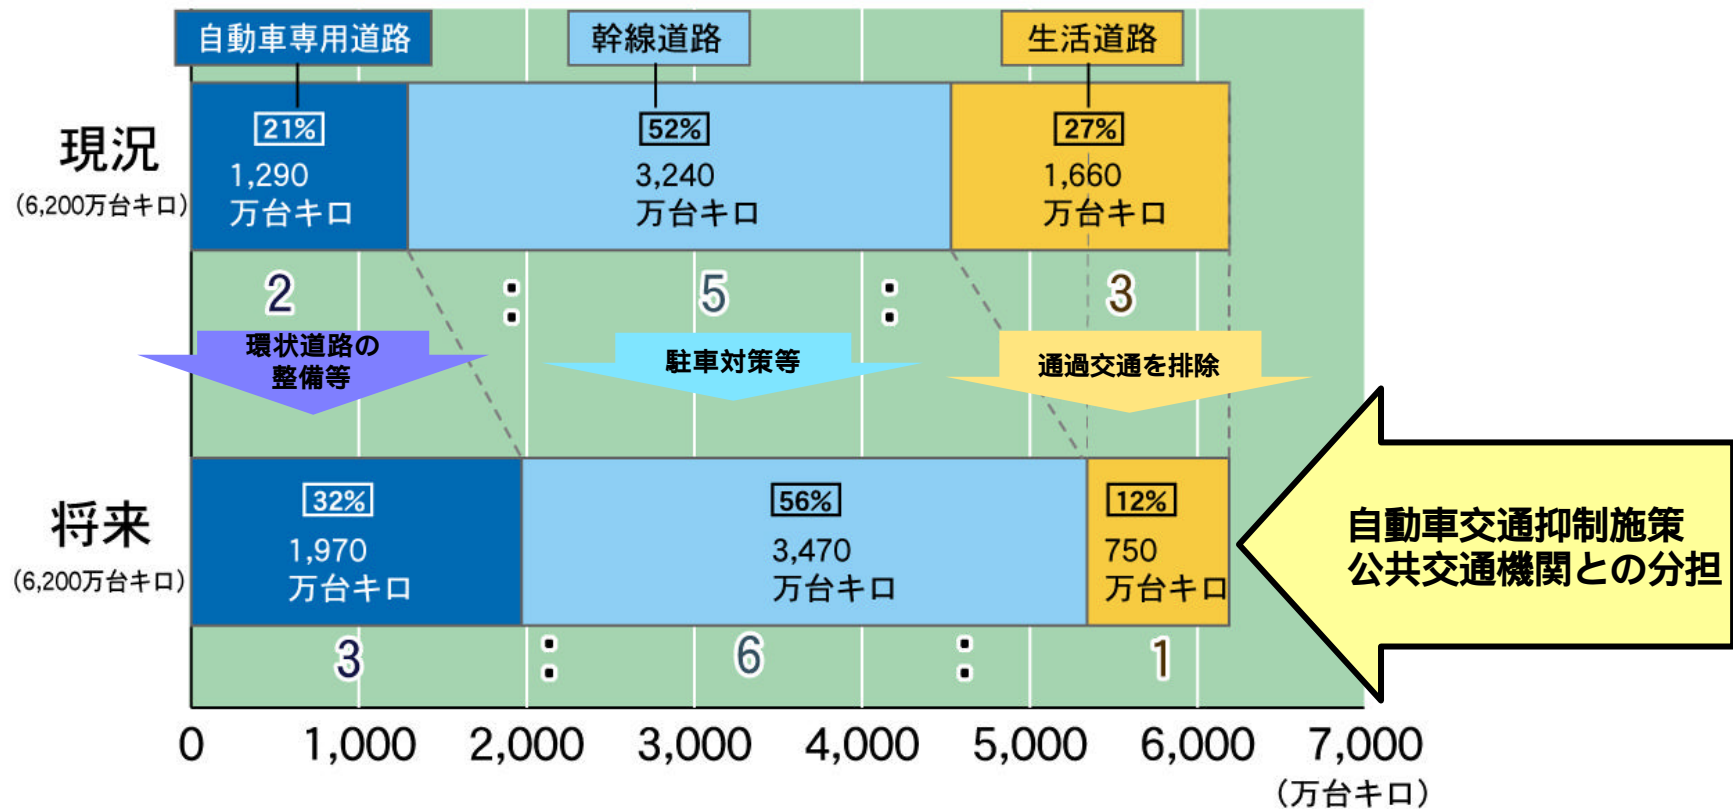 自動車専用道路
幹線道路
生活道路
現況
(6,200万台キロ)
21%
1,290
万台キロ
52%
3,240
万台キロ
27%
1,660
万台キロ
2 : 5 : 3
環状道路の
整備等
駐車対策等
通過交通を排除
将来
(6,200万台キロ)
32%
1,970
万台キロ
56%
3,470
万台キロ
12%
750
万台キロ
自動車交通抑制施策
公共交通機関との分担
3 : 6 : 1
0 1,000 2,000 3,000 4,000 5,000 6,000 7,000
(万台キロ)